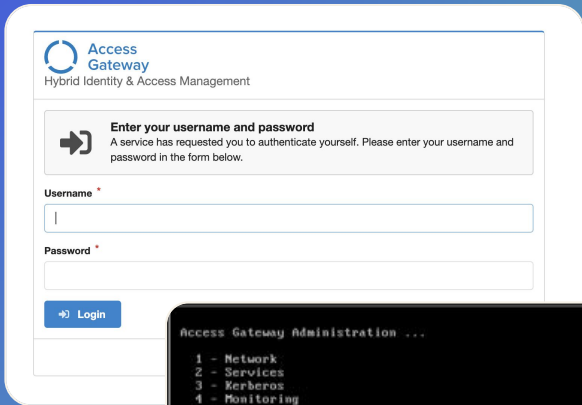 Access
Gateway
Hybrid Identity & Access Management
Enter your username and password
A service has requested you to authenticate yourself. Please enter your username and
password in the form below.
Username *
Password *
Login
Access Gateway Administration ...
1 - Network
2 - Services
3 - Kerberos
4 - Monitoring